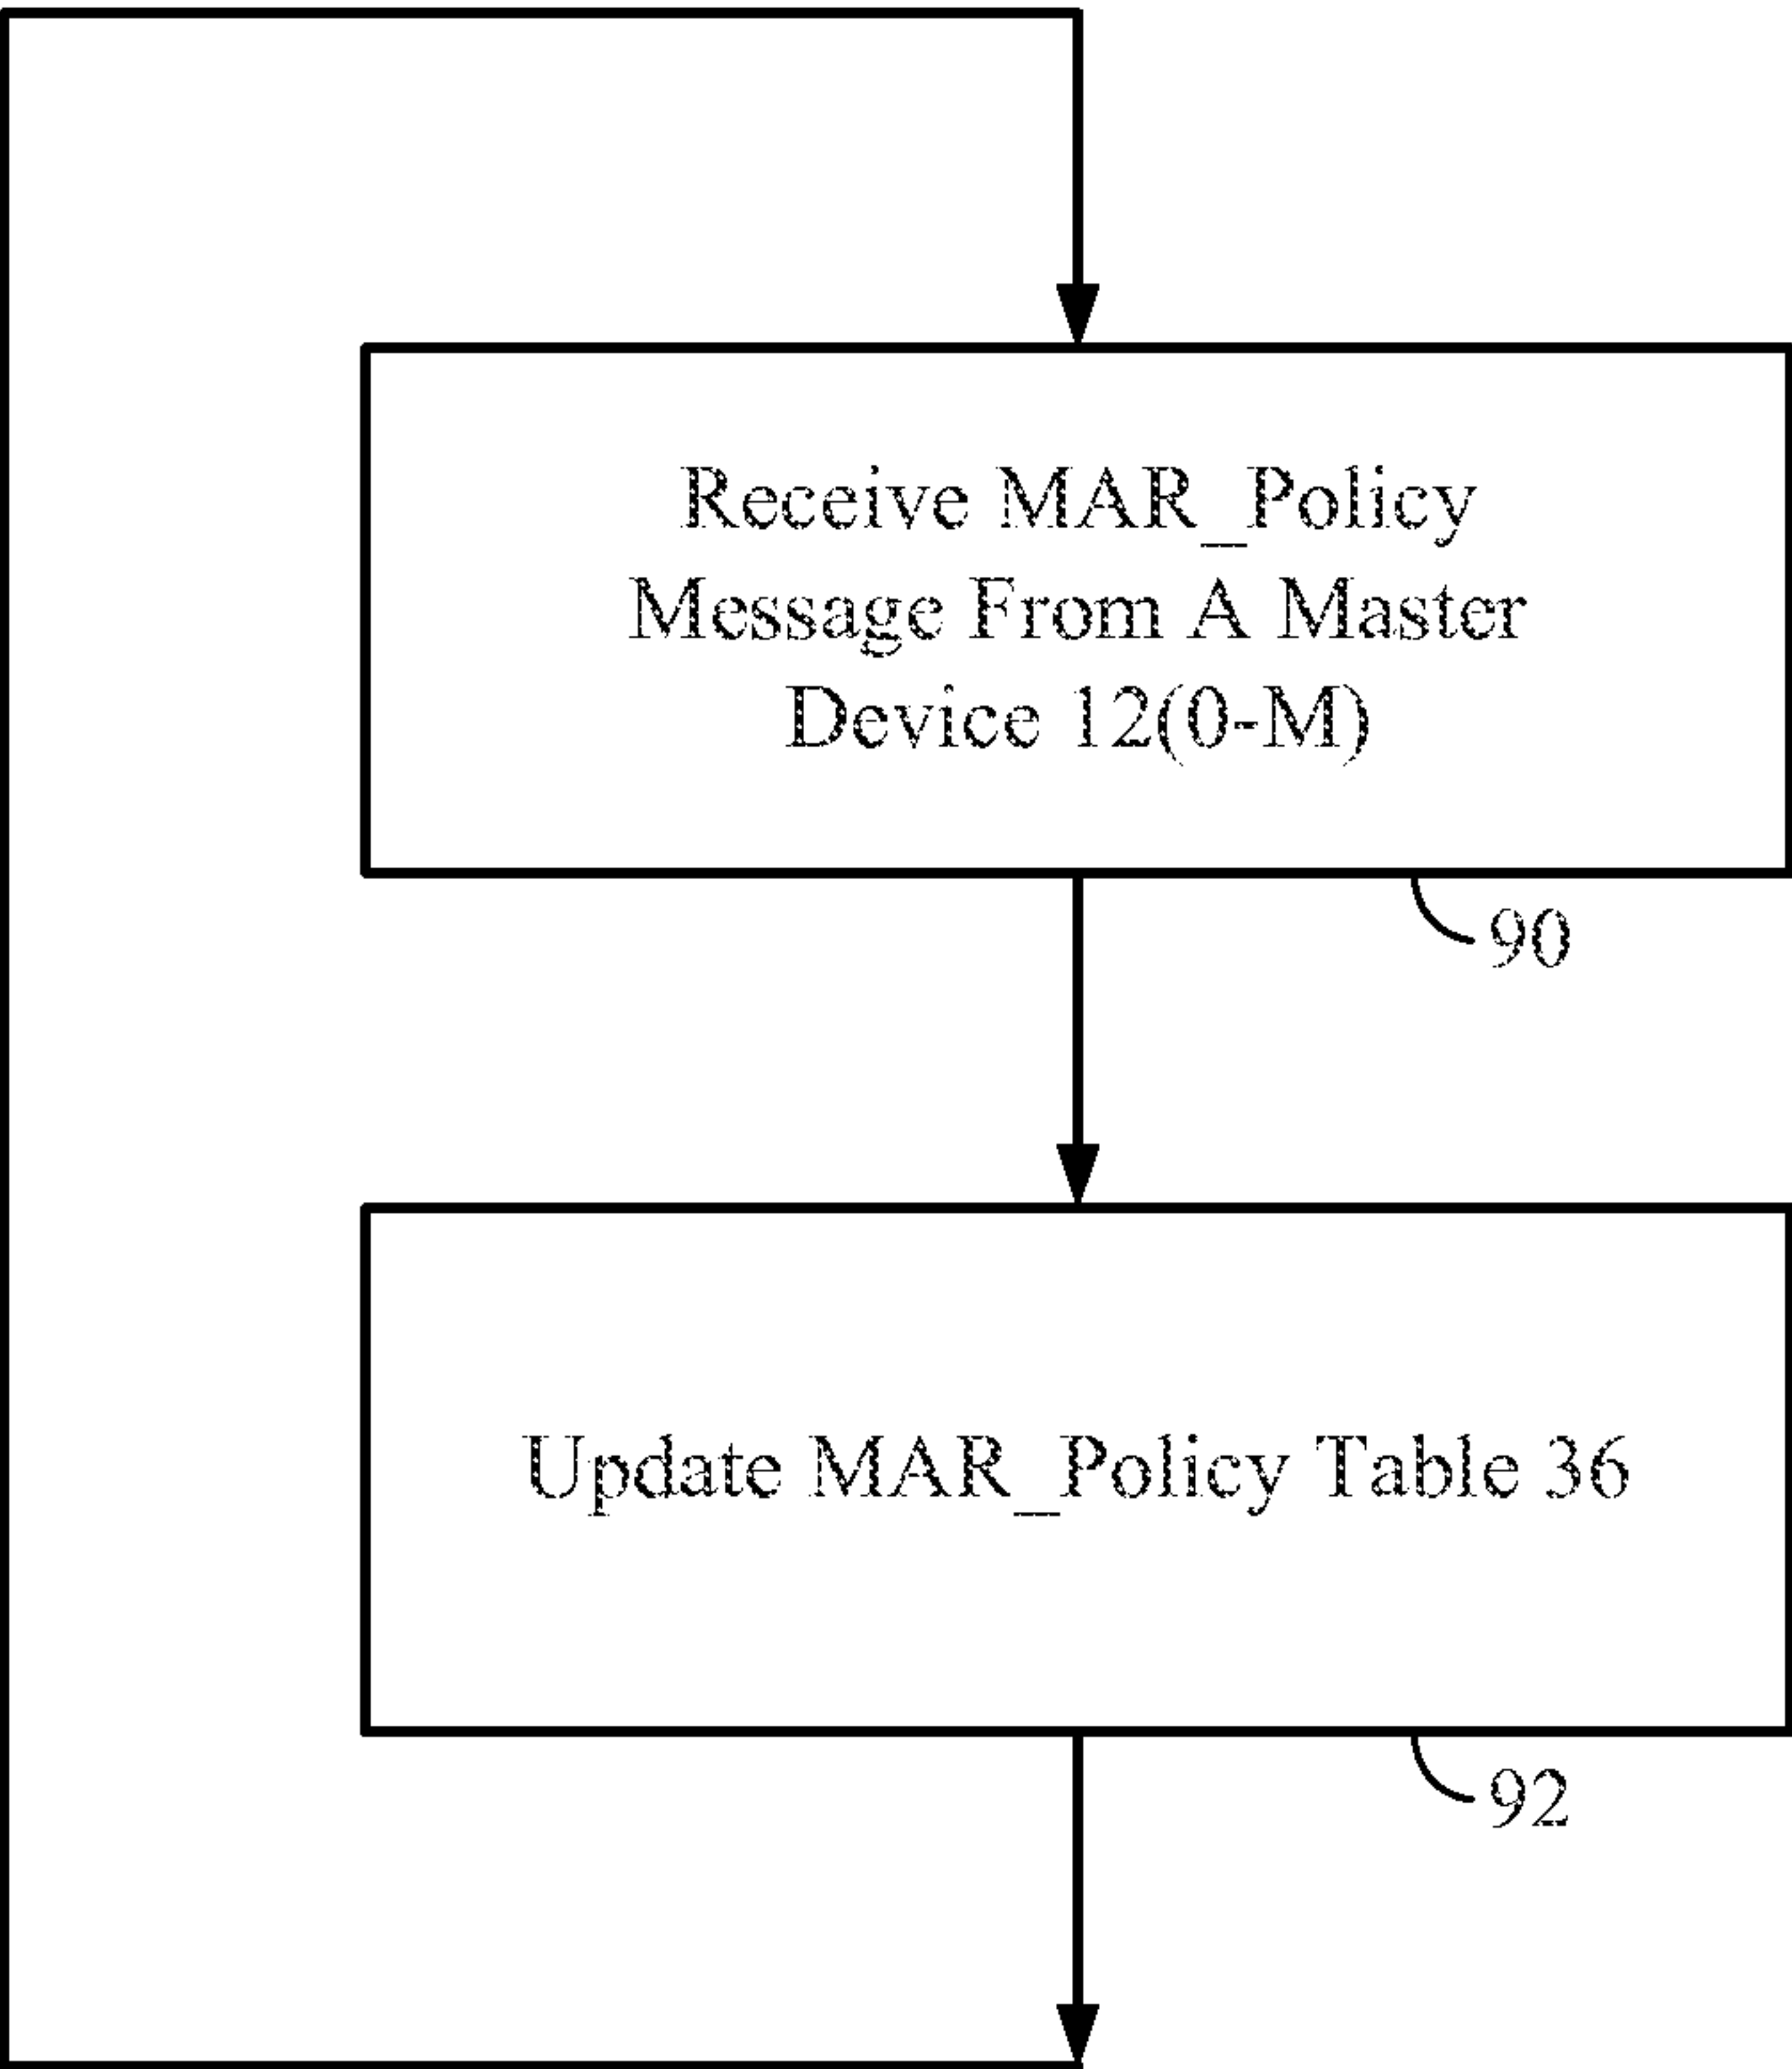 Receive MAR_Policy
Message From A Master
Device 12(0-M)
90
Update MAR_Policy Table 36
92